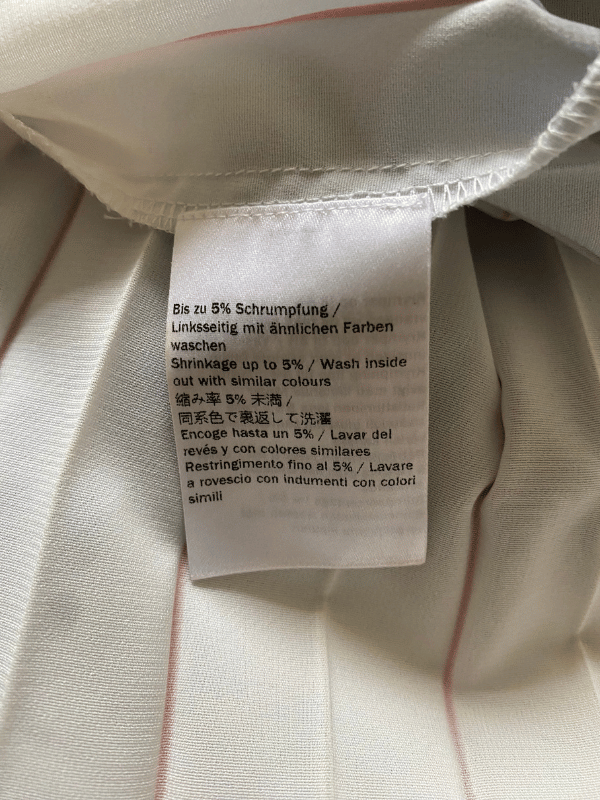 Bis zu 5% Schrumpfung /
Linksseitig mit ähnlichen Farben
waschen
Shrinkage up to 5% / Wash inside
out with similar colours
縮み率 5% 未満 /
同系色で裏返して洗濯
Encoge hasta un 5% / Lavar del
revés y con colores similares
Restringimento fino al 5% / Lavare
a rovescio con indumenti con colori
simili